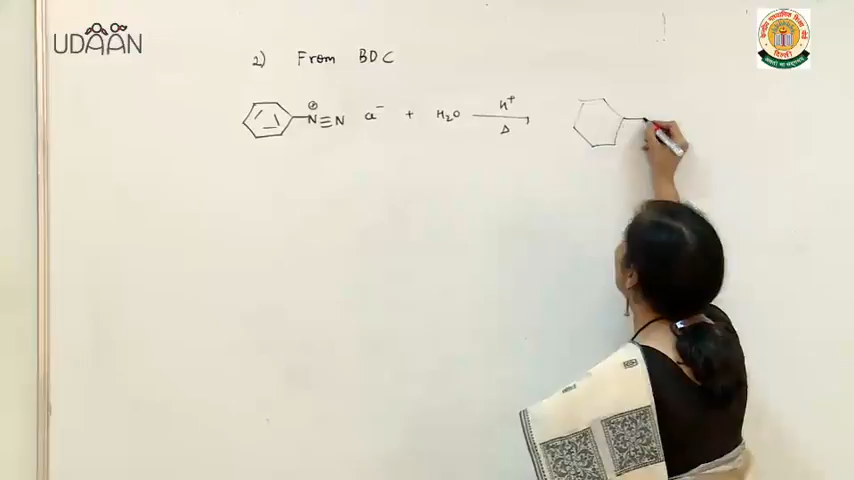 UDAAN
2) From BDC
N⊕≡N Cl⁻ + H₂O H⁺ Δ